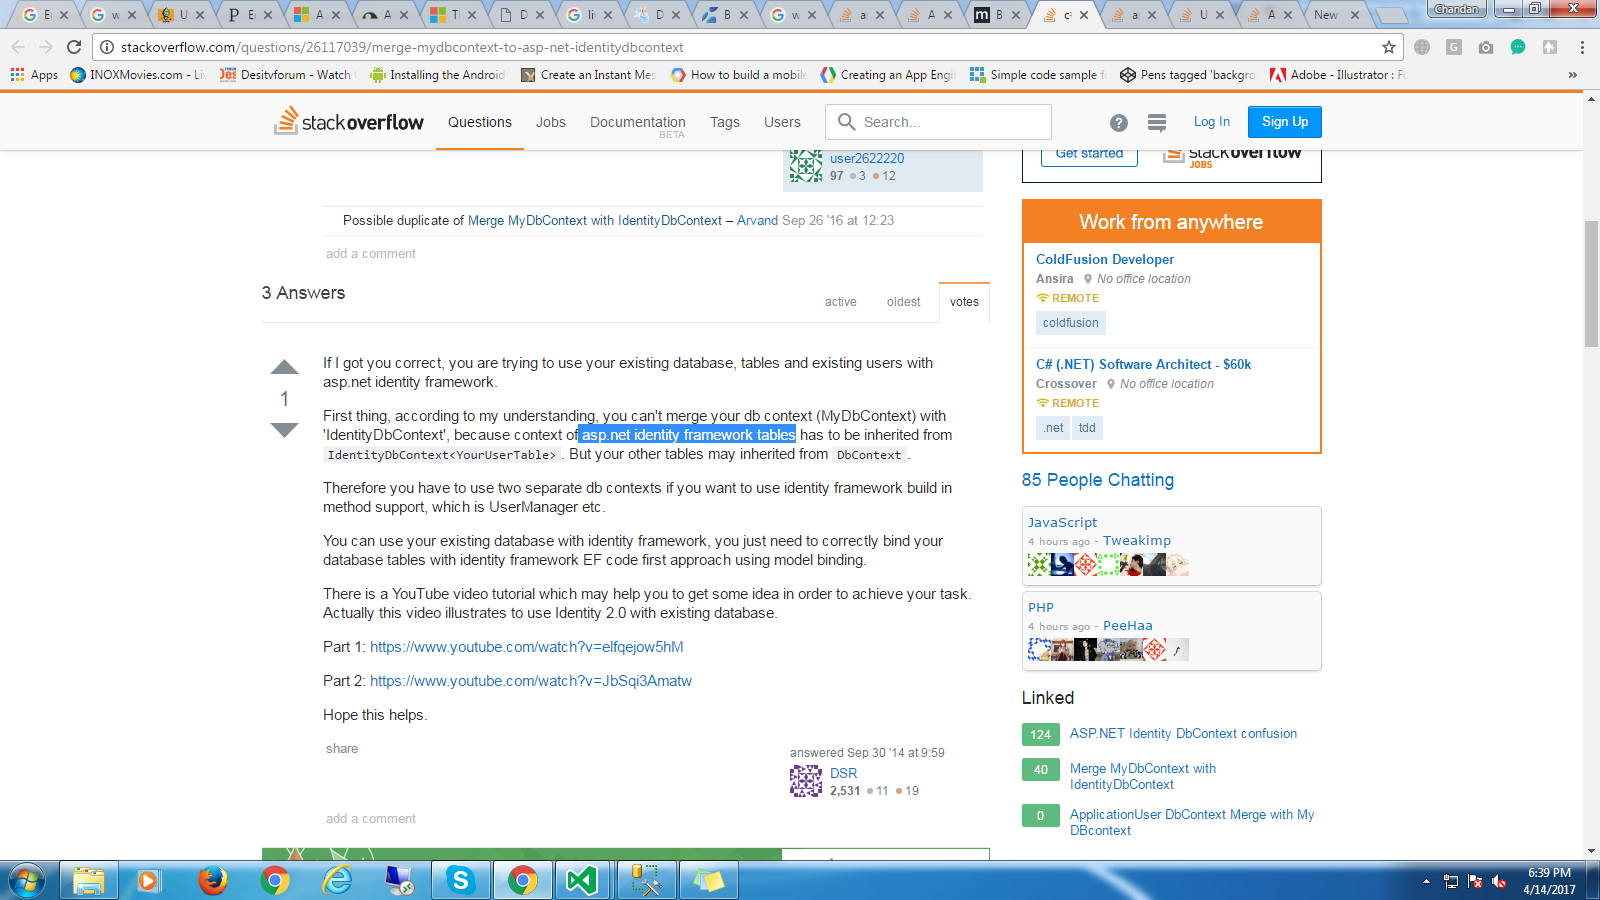 E
w
U
P E
A
A
T
D
li
D
B
w
a
A
m B
c
a
U
A
New
Chandan
stackoverflow.com/questions/26117039/merge-mydbcontext-to-asp-net-identitydbcontext
Apps
INOXMovies.com - Liv
Desitvforum - Watch
Installing the Android
Create an Instant Mes
How to build a mobile
Creating an App Engi
Simple code sample f
Pens tagged 'backgro
Adobe - Illustrator : Fo
»
stackoverflow
Questions
Jobs
Documentation
BETA
Tags
Users
Search...
Log In
Sign Up
user2622220
97 3 12
Possible duplicate of Merge MyDbContext with IdentityDbContext – Arvand Sep 26 '16 at 12:23
add a comment
3 Answers
active
oldest
votes
1
If I got you correct, you are trying to use your existing database, tables and existing users with
asp.net identity framework.
First thing, according to my understanding, you can't merge your db context (MyDbContext) with
'IdentityDbContext', because context of asp.net identity framework tables has to be inherited from
IdentityDbContext<YourUserTable> . But your other tables may inherited from DbContext .
Therefore you have to use two separate db contexts if you want to use identity framework build in
method support, which is UserManager etc.
You can use your existing database with identity framework, you just need to correctly bind your
database tables with identity framework EF code first approach using model binding.
There is a YouTube video tutorial which may help you to get some idea in order to achieve your task.
Actually this video illustrates to use Identity 2.0 with existing database.
Part 1: https://www.youtube.com/watch?v=elfqejow5hM
Part 2: https://www.youtube.com/watch?v=JbSqi3Amatw
Hope this helps.
share
answered Sep 30 '14 at 9:59
DSR
2,531 11 19
add a comment
Get started
stackoverflow
JOBS
Work from anywhere
ColdFusion Developer
Ansira No office location
REMOTE
coldfusion
C# (.NET) Software Architect - $60k
Crossover No office location
REMOTE
.net tdd
85 People Chatting
JavaScript
4 hours ago - Tweakimp
PHP
4 hours ago - PeeHaa
Linked
124 ASP.NET Identity DbContext confusion
40 Merge MyDbContext with
IdentityDbContext
0 ApplicationUser DbContext Merge with My
DBcontext
6:39 PM
4/14/2017